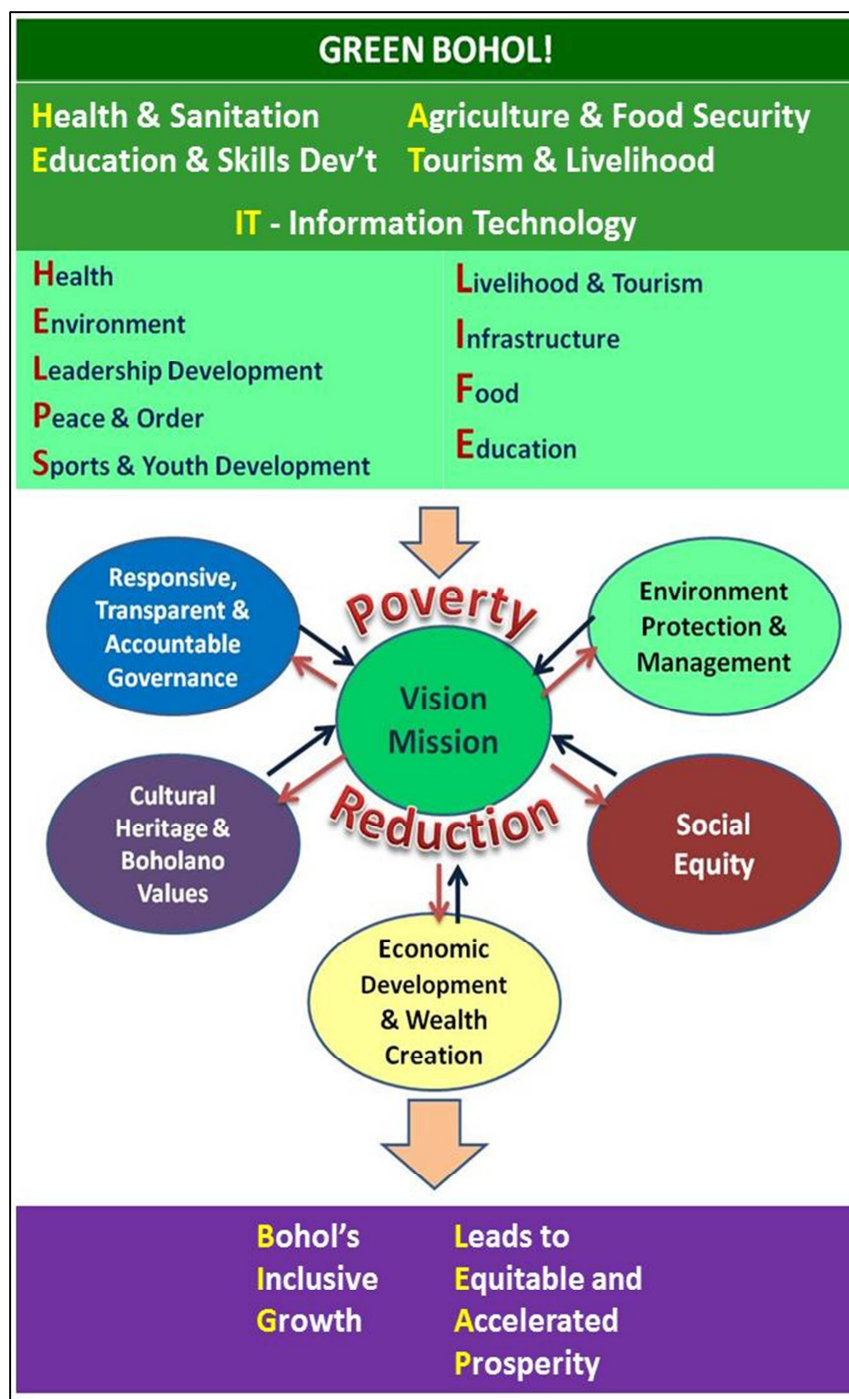 GREEN BOHOL!
Health & Sanitation
Education & Skills Dev't
Agriculture & Food Security
Tourism & Livelihood
IT - Information Technology
Health
Environment
Leadership Development
Peace & Order
Sports & Youth Development
Livelihood & Tourism
Infrastructure
Food
Education
Responsive,
Transparent &
Accountable
Governance
Poverty
Vision
Mission
Reduction
Environment
Protection &
Management
Cultural
Heritage &
Boholano
Values
Social
Equity
Economic
Development
& Wealth
Creation
Bohol's
Inclusive
Growth
Leads to
Equitable and
Accelerated
Prosperity